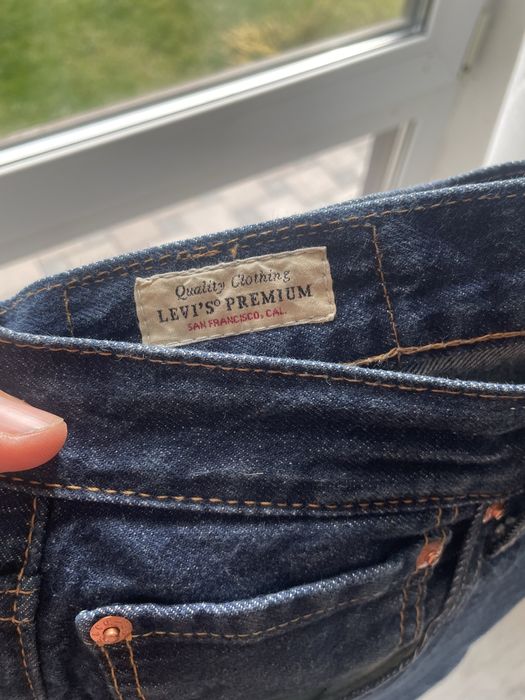 Quality Clothing
LEVI'S® PREMIUM
SAN FRANCISCO, CAL.